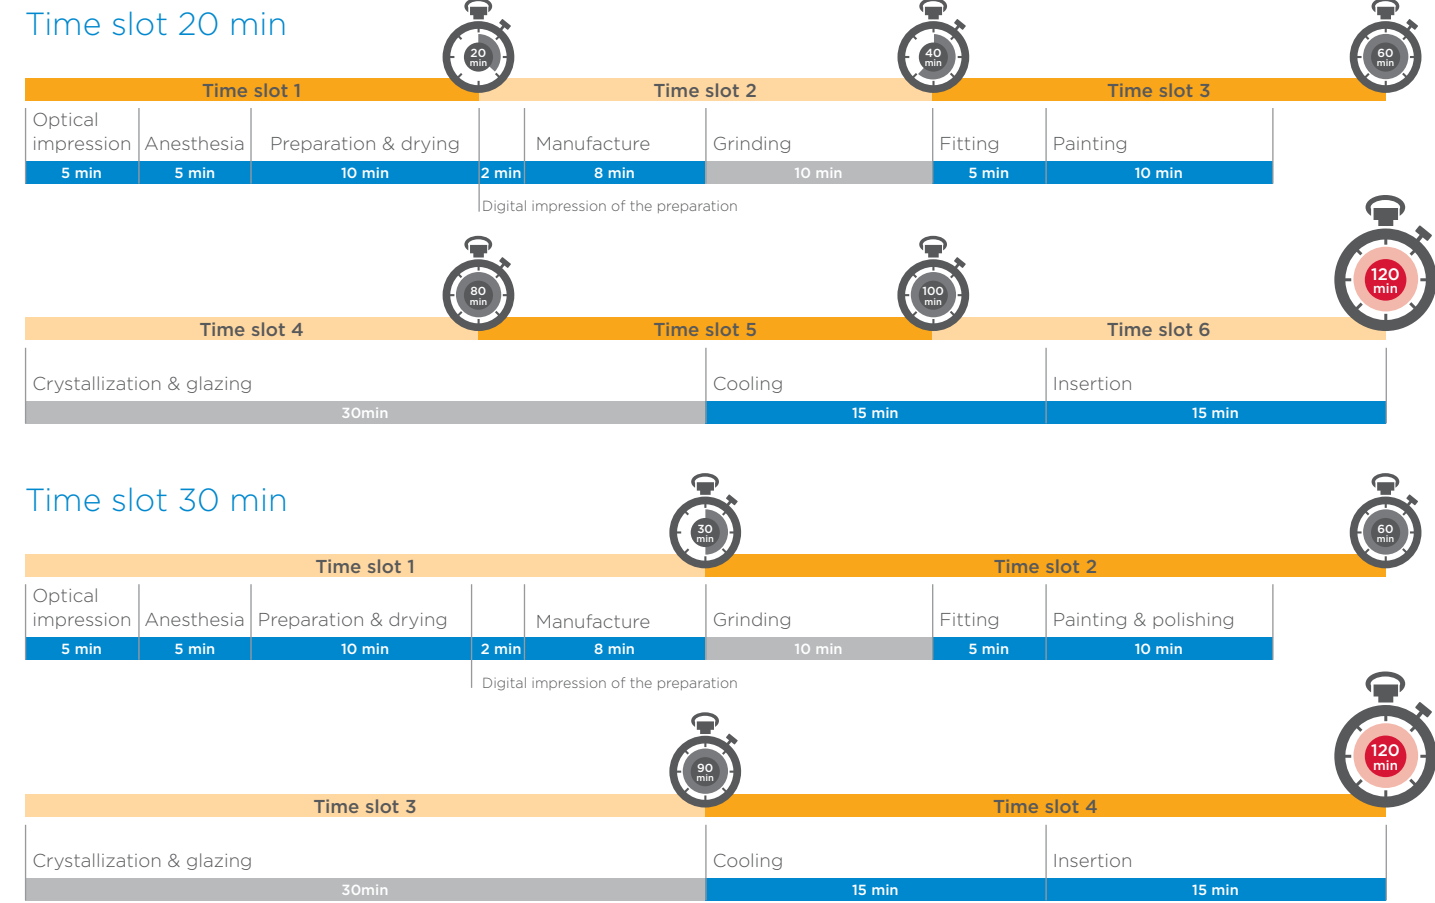 Time slot 20 min
20
min
40
min
60
min
Time slot 1
Time slot 2
Time slot 3
Optical
impression
Anesthesia
Preparation & drying
Manufacture
Grinding
Fitting
Painting
5 min
5 min
10 min
2 min
8 min
10 min
5 min
10 min
Digital impression of the preparation
80
min
100
min
120
min
Time slot 4
Time slot 5
Time slot 6
Crystallization & glazing
Cooling
Insertion
30min
15 min
15 min
Time slot 30 min
30
min
60
min
Time slot 1
Time slot 2
Optical
impression
Anesthesia
Preparation & drying
Manufacture
Grinding
Fitting
Painting & polishing
5 min
5 min
10 min
2 min
8 min
10 min
5 min
10 min
Digital impression of the preparation
90
min
120
min
Time slot 3
Time slot 4
Crystallization & glazing
Cooling
Insertion
30min
15 min
15 min